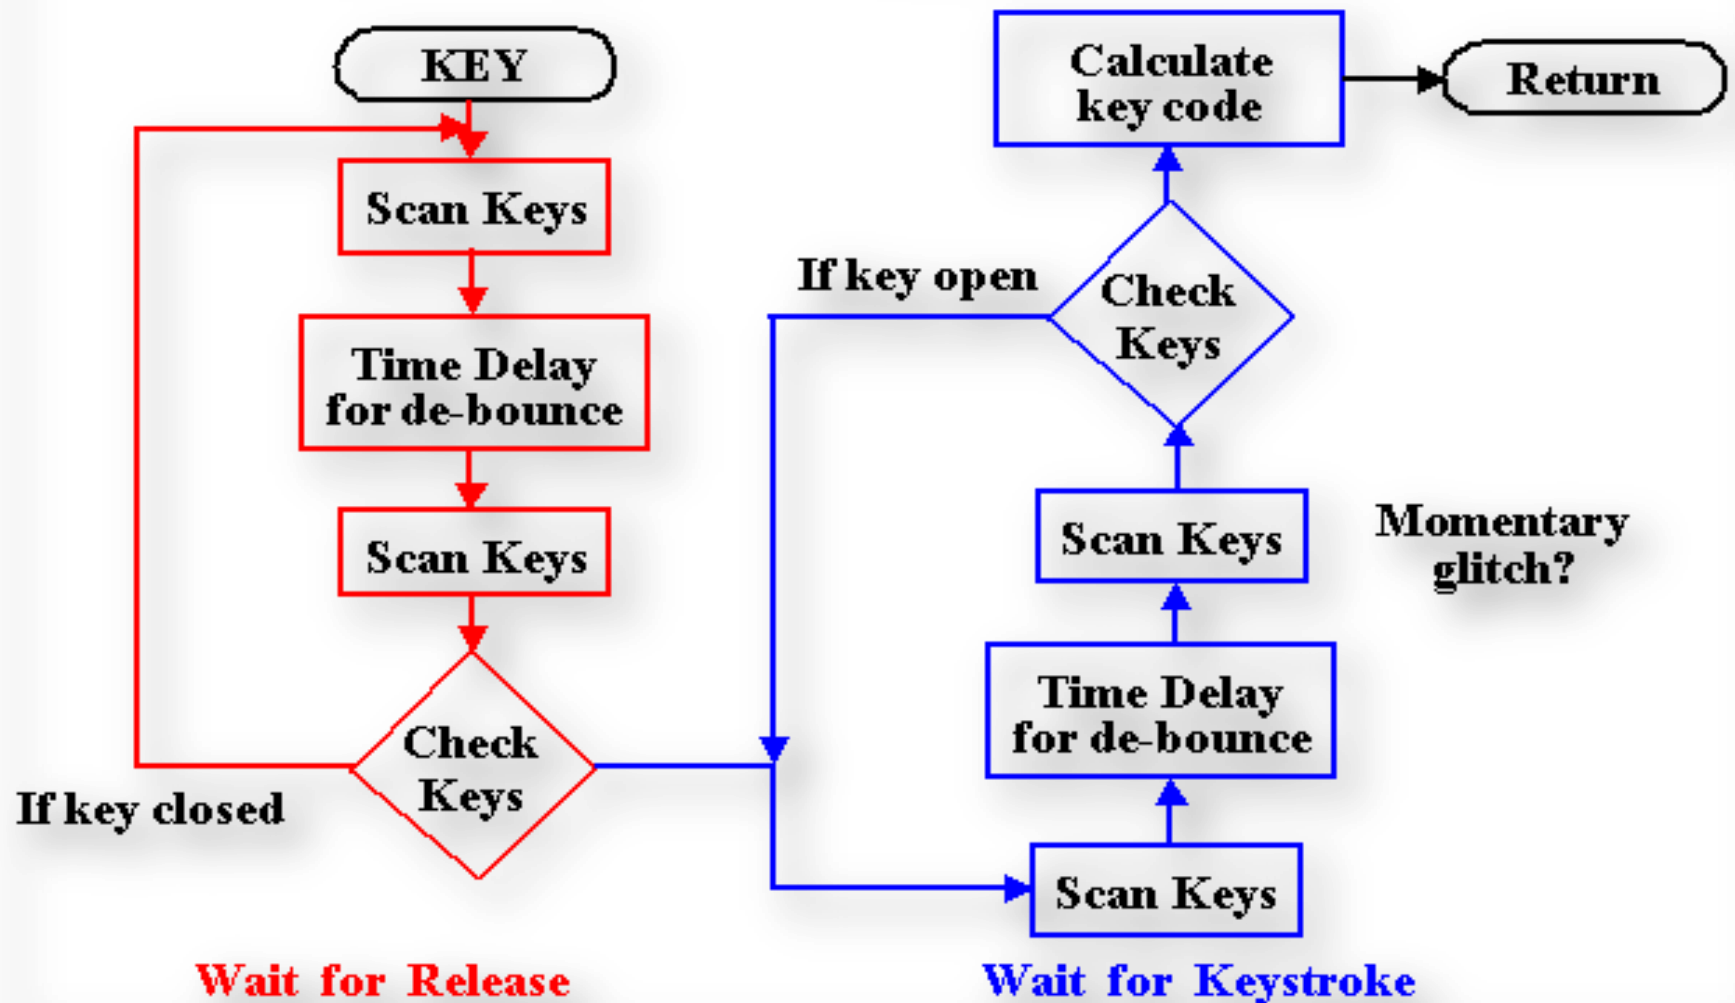 KEY
Scan Keys
Time Delay
for de-bounce
Scan Keys
Check
Keys
If key closed
Wait for Release
Calculate
key code
Return
If key open
Check
Keys
Scan Keys
Momentary
glitch?
Time Delay
for de-bounce
Scan Keys
Wait for Keystroke